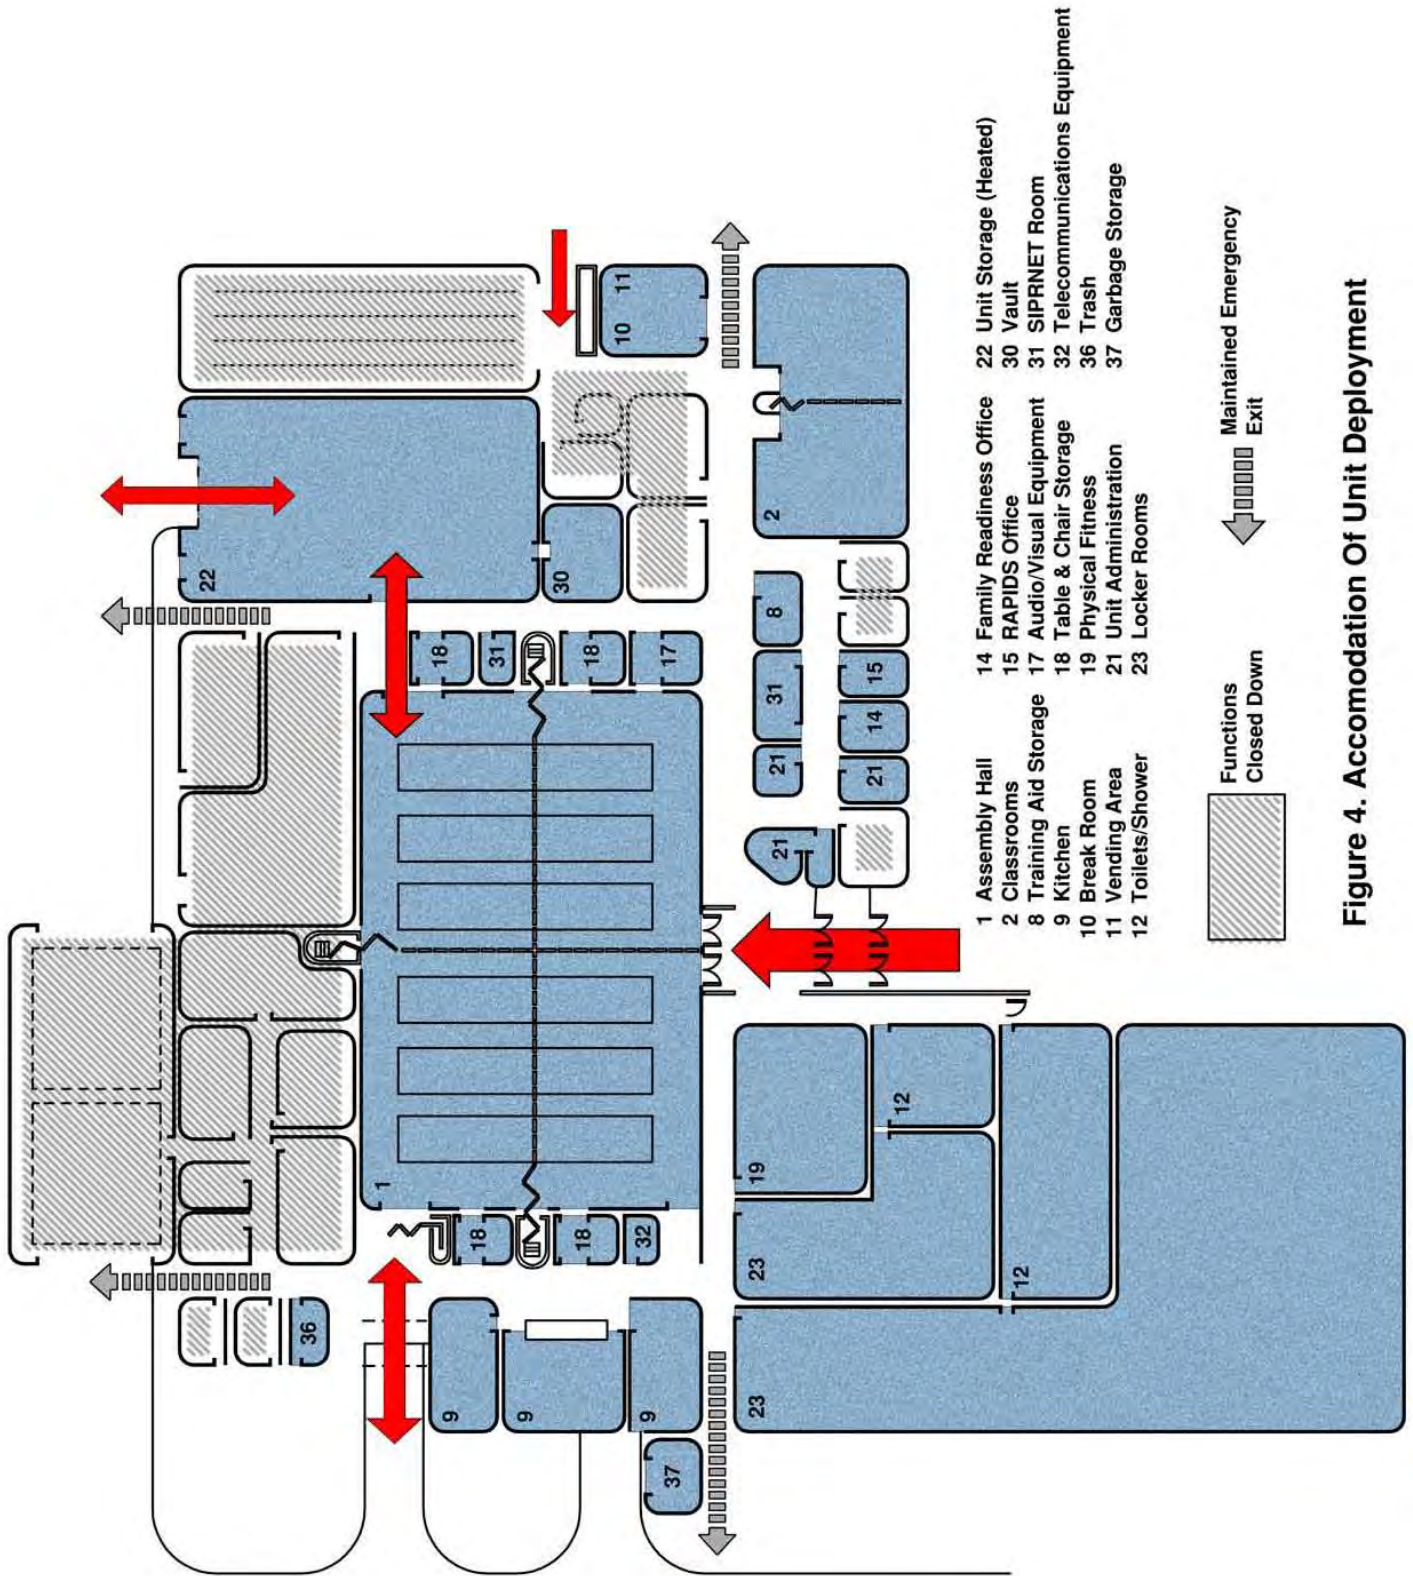 22
10
11
30
2
18
31
18
17
8
31
21
15
14
21
21
1
18
18
32
36
9
9
9
37
19
12
23
12
23
1 Assembly Hall
2 Classrooms
8 Training Aid Storage
9 Kitchen
10 Break Room
11 Vending Area
12 Toilets/Shower
14 Family Readiness Office
15 RAPIDS Office
17 Audio/Visual Equipment
18 Table & Chair Storage
19 Physical Fitness
21 Unit Administration
23 Locker Rooms
22 Unit Storage (Heated)
30 Vault
31 SIPRNET Room
32 Telecommunications Equipment
36 Trash
37 Garbage Storage
Functions
Closed Down
Maintained Emergency
Exit
Figure 4. Accomodation Of Unit Deployment